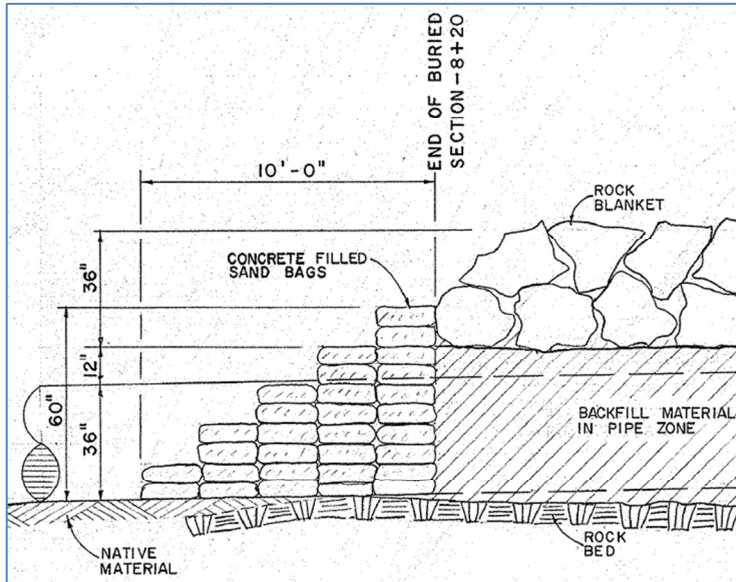 END OF BURIED
SECTION-8+20
10'-0"
ROCK
BLANKET
CONCRETE FILLED
SAND BAGS
36"
12"
60"
36"
BACKFILL MATERIAL
IN PIPE ZONE
NATIVE
MATERIAL
ROCK
BED